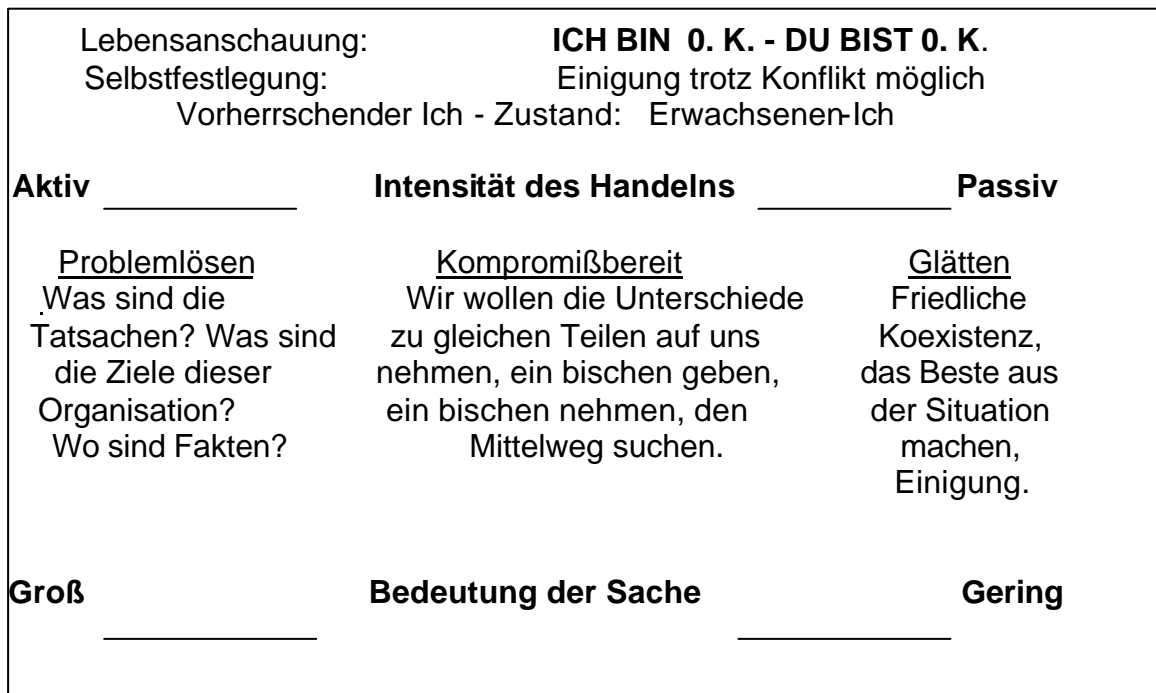 Lebensanschauung: ICH BIN 0. K. - DU BIST 0. K.
Selbstfestlegung: Einigung trotz Konflikt möglich
Vorherrschender Ich - Zustand: Erwachsenen-Ich
Aktiv Intensität des Handelns Passiv
Problemlösen
Was sind die
Tatsachen? Was sind
die Ziele dieser
Organisation?
Wo sind Fakten?
Kompromißbereit
Wir wollen die Unterschiede
zu gleichen Teilen auf uns
nehmen, ein bischen geben,
ein bischen nehmen, den
Mittelweg suchen.
Glätten
Friedliche
Koexistenz,
das Beste aus
der Situation
machen,
Einigung.
Groß Bedeutung der Sache Gering